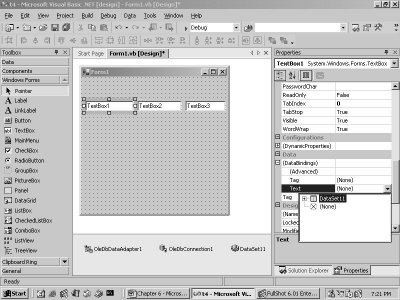 t4 - Microsoft Visual Basic .NET [design] - Form1.vb [Design]*
File Edit View Project Build Debug Data Tools Window Help
Debug
Toolbox
Data
Components
Windows Forms
Pointer
Label
LinkLabel
Button
TextBox
MainMenu
CheckBox
RadioButton
GroupBox
PictureBox
Panel
DataGrid
ListBox
CheckedListBox
ComboBox
ListView
TreeView
Clipboard Ring
General
Start Page Form1.vb [Design]*
Form1
TextBox1 TextBox2 TextBox3
OleDbDataAdapter1 OleDbConnection1 DataSet11
Properties
TextBox1 System.Windows.Forms.TextBox
PasswordChar
ReadOnly False
TabIndex 0
TabStop True
Visible True
WordWrap True
Configurations
(DynamicProperties)
Data
(DataBindings)
(Advanced)
Tag (None)
Text (None)
Tag
DataSet11
(None)
Design
(Name
Locked
Modif
Text
Solution Explorer Properties
Ready
Start Chapter 6 - Micros... t4 - Microsoft Vi... FullShot 6.01 Ente... 7:21 PM